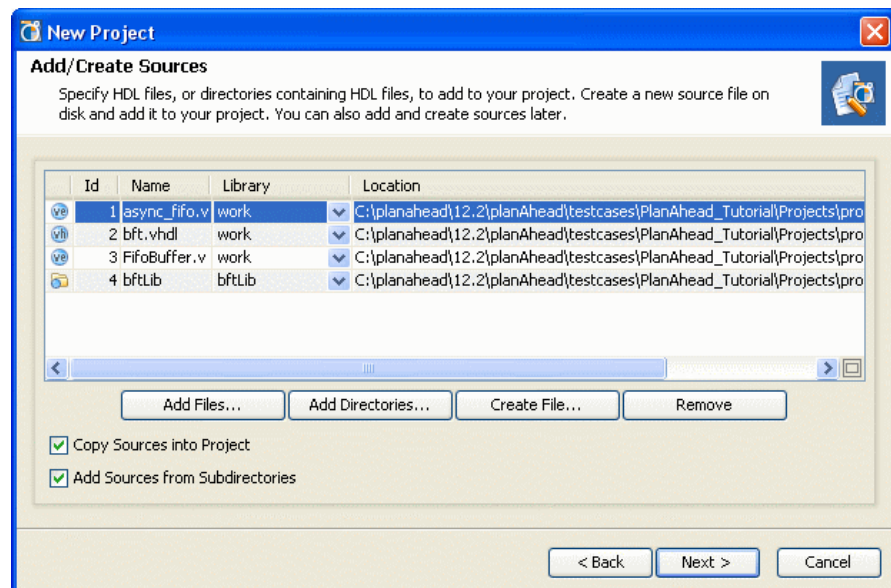 New Project
Add/Create Sources
Specify HDL files, or directories containing HDL files, to add to your project. Create a new source file on
disk and add it to your project. You can also add and create sources later.
Id Name Library Location
ve 1 async_fifo.v work C:\planahead\12.2\planAhead\testcases\PlanAhead_Tutorial\Projects\pro
vh 2 bft.vhdl work C:\planahead\12.2\planAhead\testcases\PlanAhead_Tutorial\Projects\pro
ve 3 FifoBuffer.v work C:\planahead\12.2\planAhead\testcases\PlanAhead_Tutorial\Projects\pro
4 bftLib bftLib C:\planahead\12.2\planAhead\testcases\PlanAhead_Tutorial\Projects\pro
Add Files... Add Directories... Create File... Remove
Copy Sources into Project
Add Sources from Subdirectories
< Back Next > Cancel